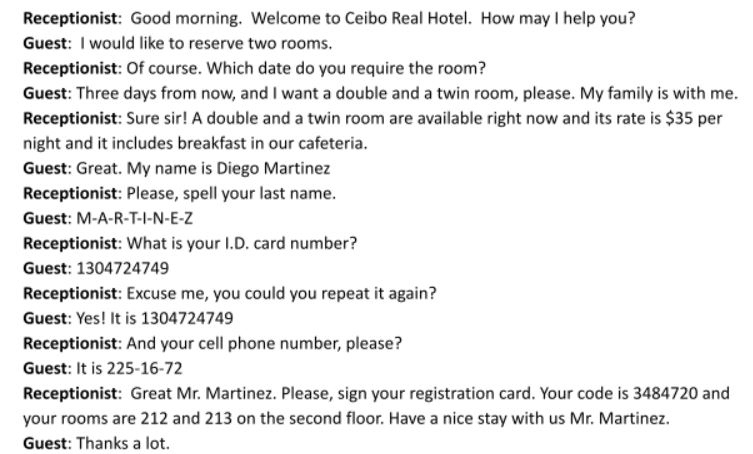 Receptionist: Good morning. Welcome to Ceibo Real Hotel. How may I help you?
Guest: I would like to reserve two rooms.
Receptionist: Of course. Which date do you require the room?
Guest: Three days from now, and I want a double and a twin room, please. My family is with me.
Receptionist: Sure sir! A double and a twin room are available right now and its rate is $35 per
night and it includes breakfast in our cafeteria.
Guest: Great. My name is Diego Martinez
Receptionist: Please, spell your last name.
Guest: M-A-R-T-I-N-E-Z
Receptionist: What is your I.D. card number?
Guest: 1304724749
Receptionist: Excuse me, you could you repeat it again?
Guest: Yes! It is 1304724749
Receptionist: And your cell phone number, please?
Guest: It is 225-16-72
Receptionist: Great Mr. Martinez. Please, sign your registration card. Your code is 3484720 and
your rooms are 212 and 213 on the second floor. Have a nice stay with us Mr. Martinez.
Guest: Thanks a lot.